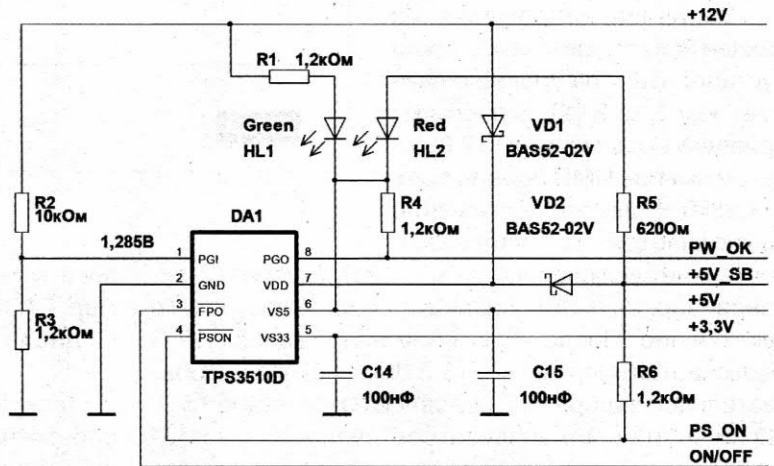 +12V
R1 1,2кОм
Green
HL1
Red
HL2
VD1
BAS52-02V
R2
10кОм
R4
1,2кОм
VD2
BAS52-02V
R5
620Ом
DA1
1,285В
1 PGI PGO 8
2 GND VDD 7
3 FPO VS5 6
4 PSON VS33 5
TPS3510D
PW_OK
+5V_SB
+5V
+3,3V
R3
1,2кОм
C14
100нФ
C15
100нФ
R6
1,2кОм
PS_ON
ON/OFF